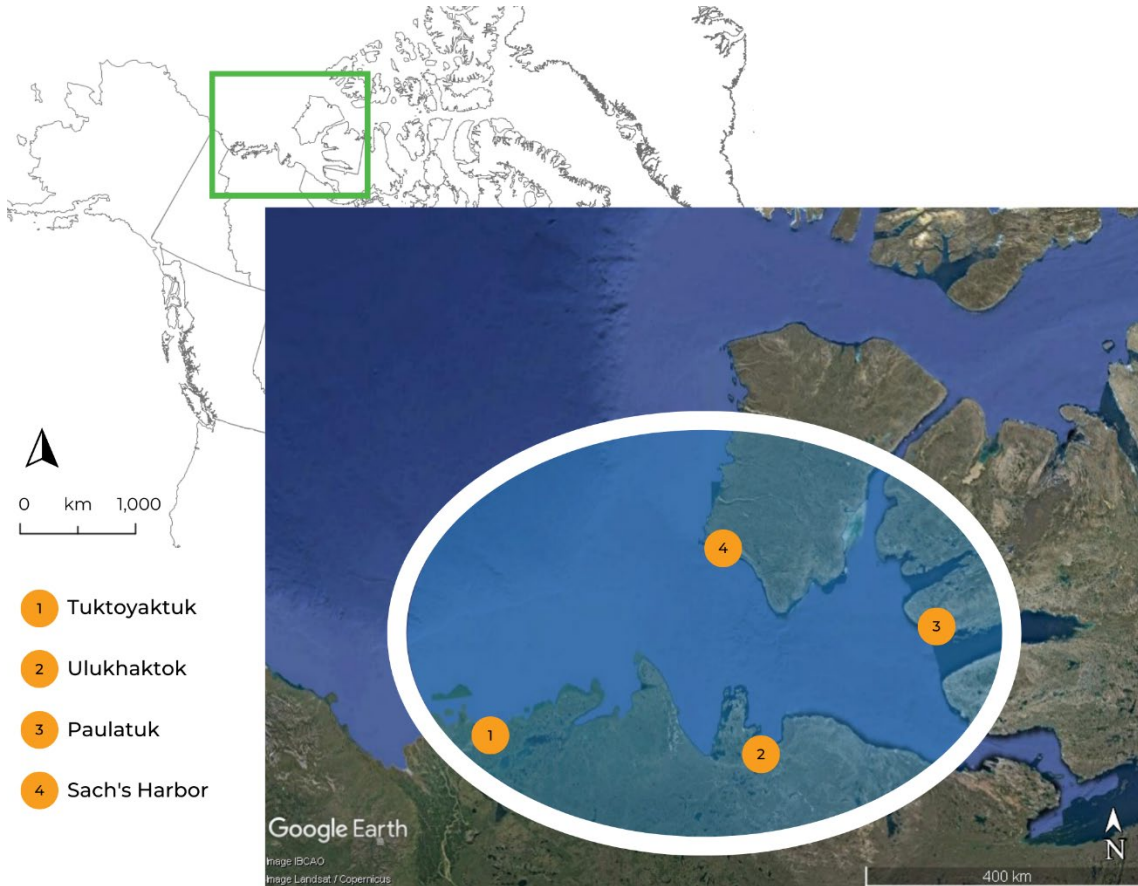 0 km 1,000
1 Tuktoyaktuk
2 Ulukhaktok
3 Paulatuk
4 Sach's Harbor
4
3
1
2
Google Earth
Image IBCAO
Image Landsat / Copernicus
N
400 km